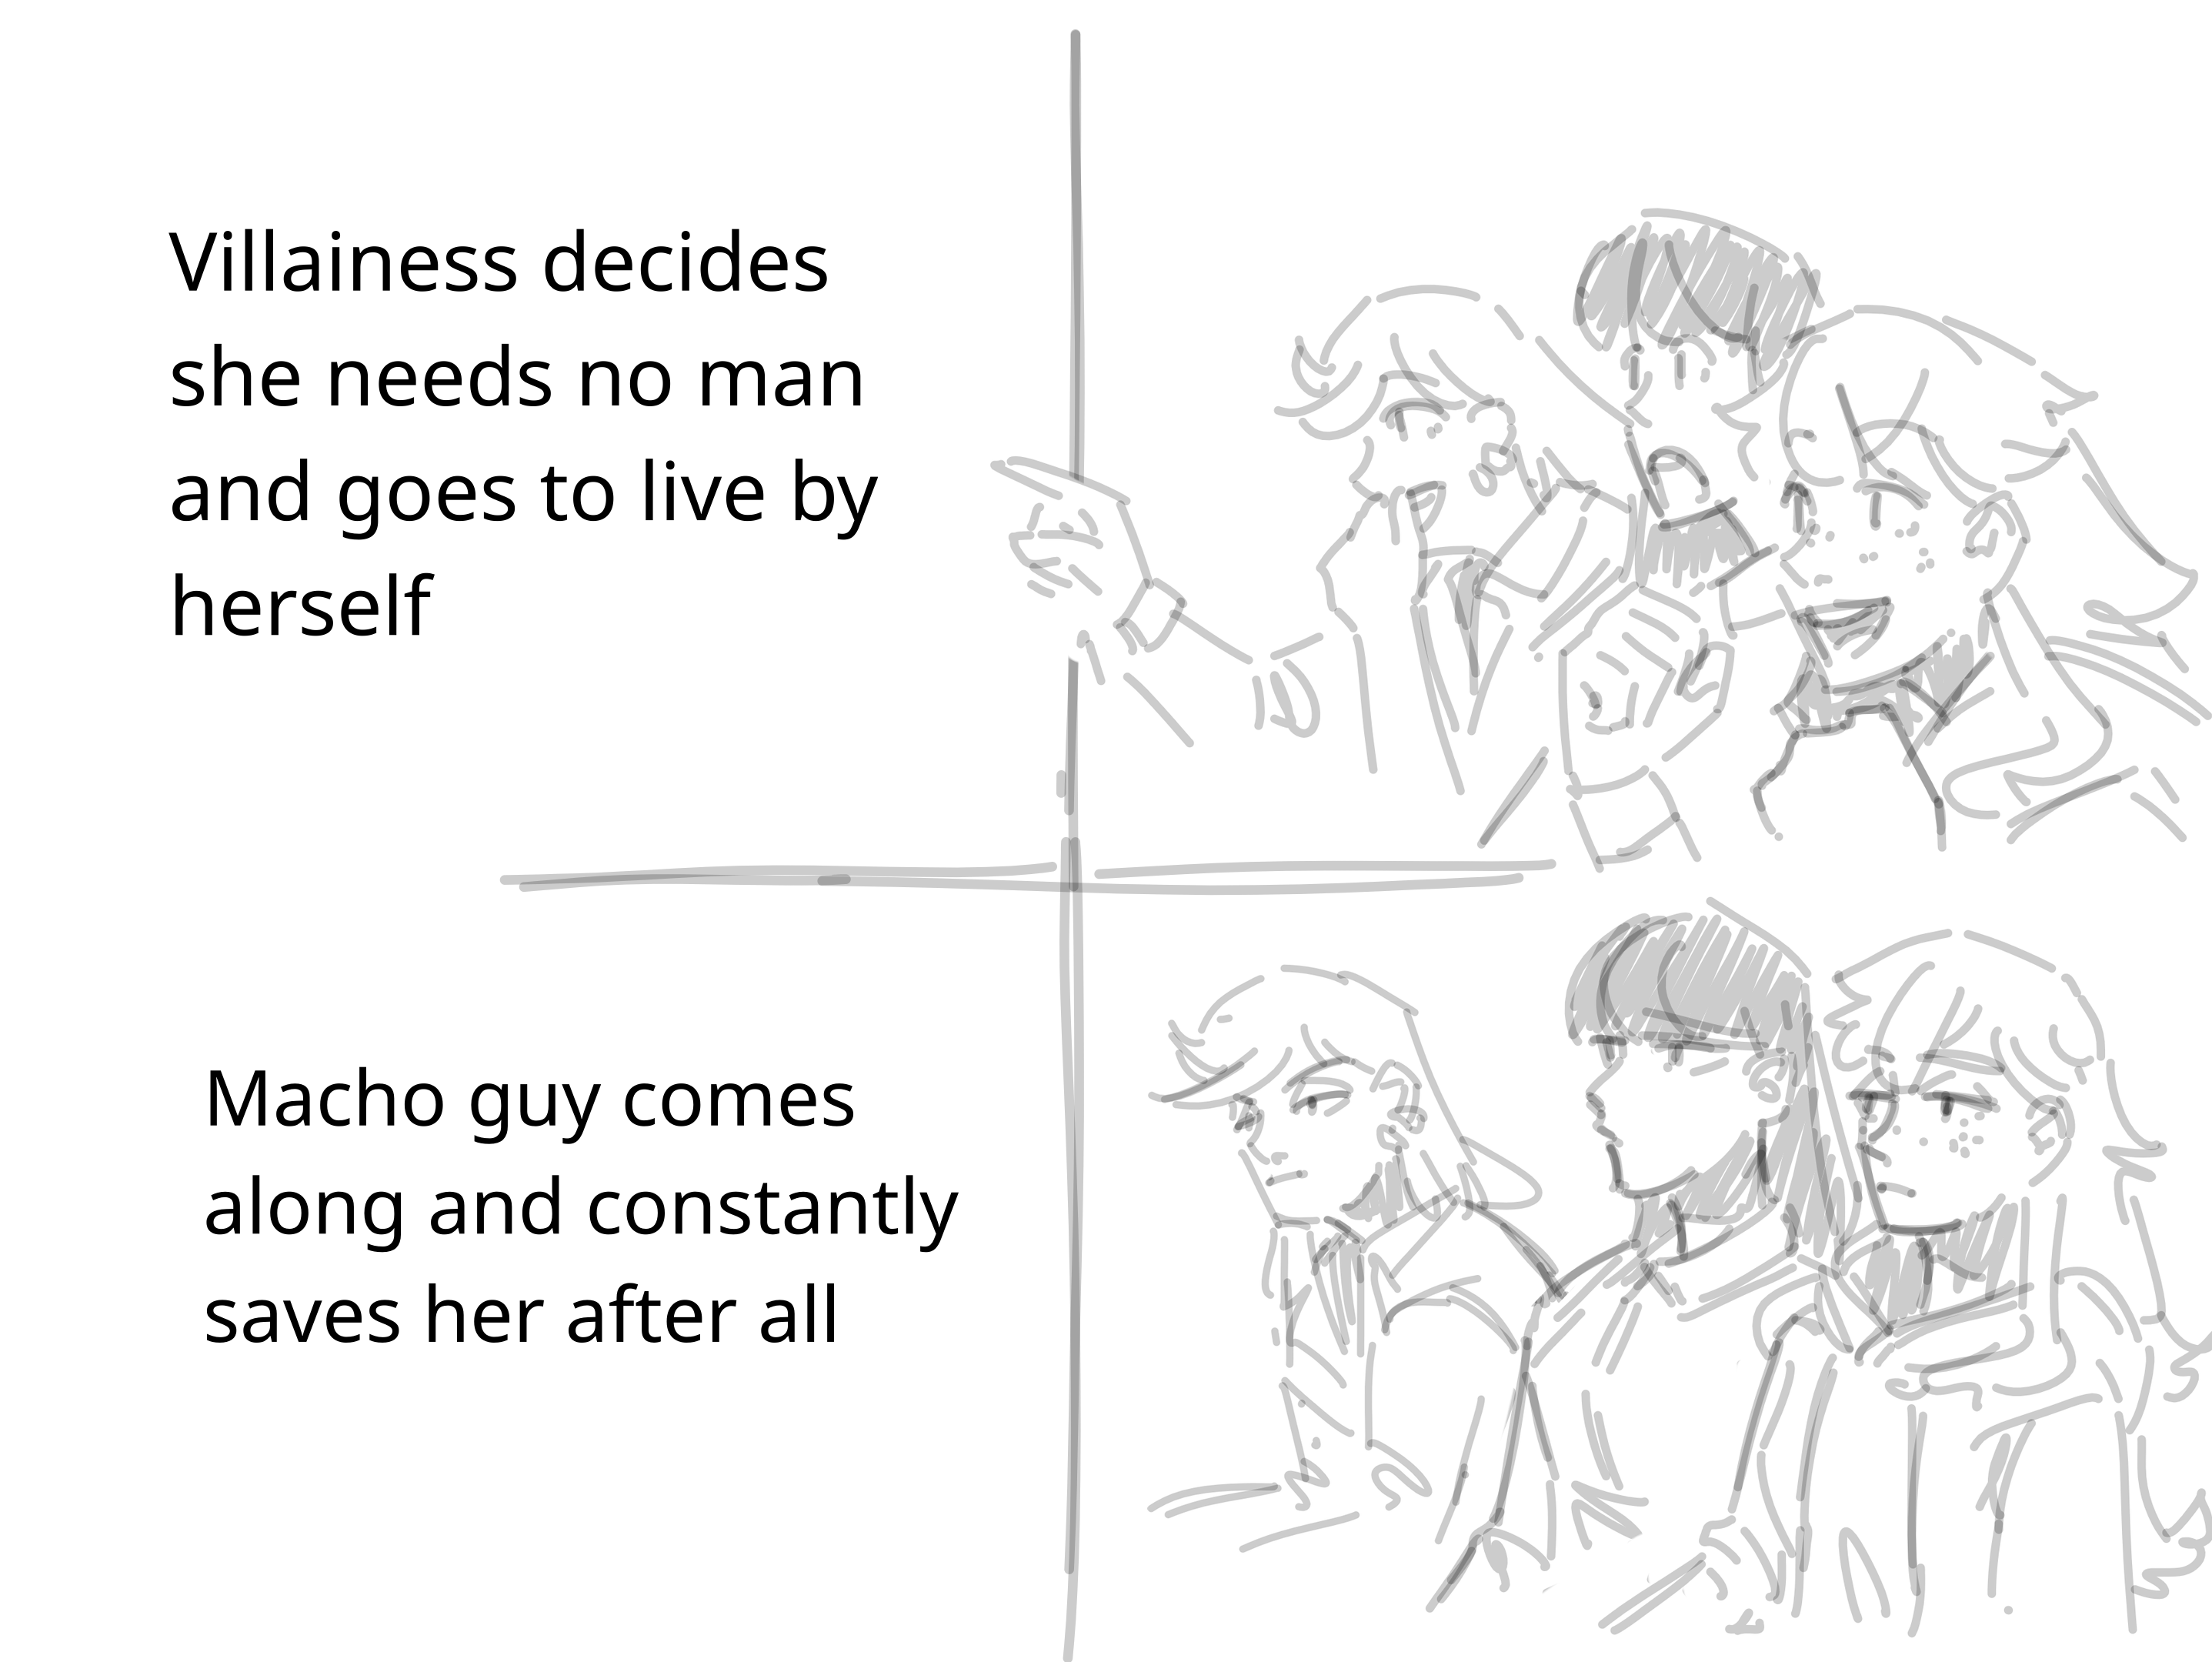 Villainess decides
she needs no man
and goes to live by
herself
Macho guy comes
along and constantly
saves her after all